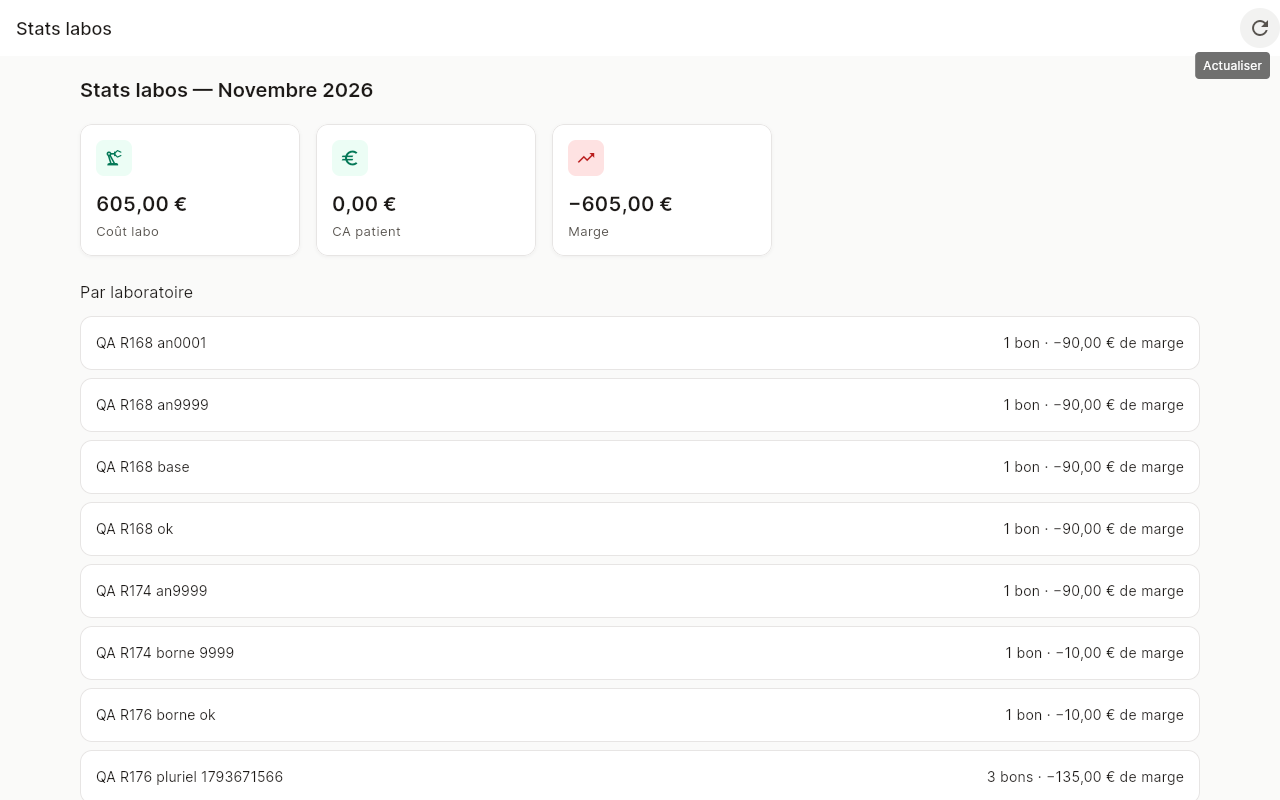 Stats labos
Actualiser
Stats labos — Novembre 2026
605,00 €
Coût labo
0,00 €
CA patient
−605,00 €
Marge
Par laboratoire
QA R168 an0001
1 bon · −90,00 € de marge
QA R168 an9999
1 bon · −90,00 € de marge
QA R168 base
1 bon · −90,00 € de marge
QA R168 ok
1 bon · −90,00 € de marge
QA R174 an9999
1 bon · −90,00 € de marge
QA R174 borne 9999
1 bon · −10,00 € de marge
QA R176 borne ok
1 bon · −10,00 € de marge
QA R176 pluriel 1793671566
3 bons · −135,00 € de marge